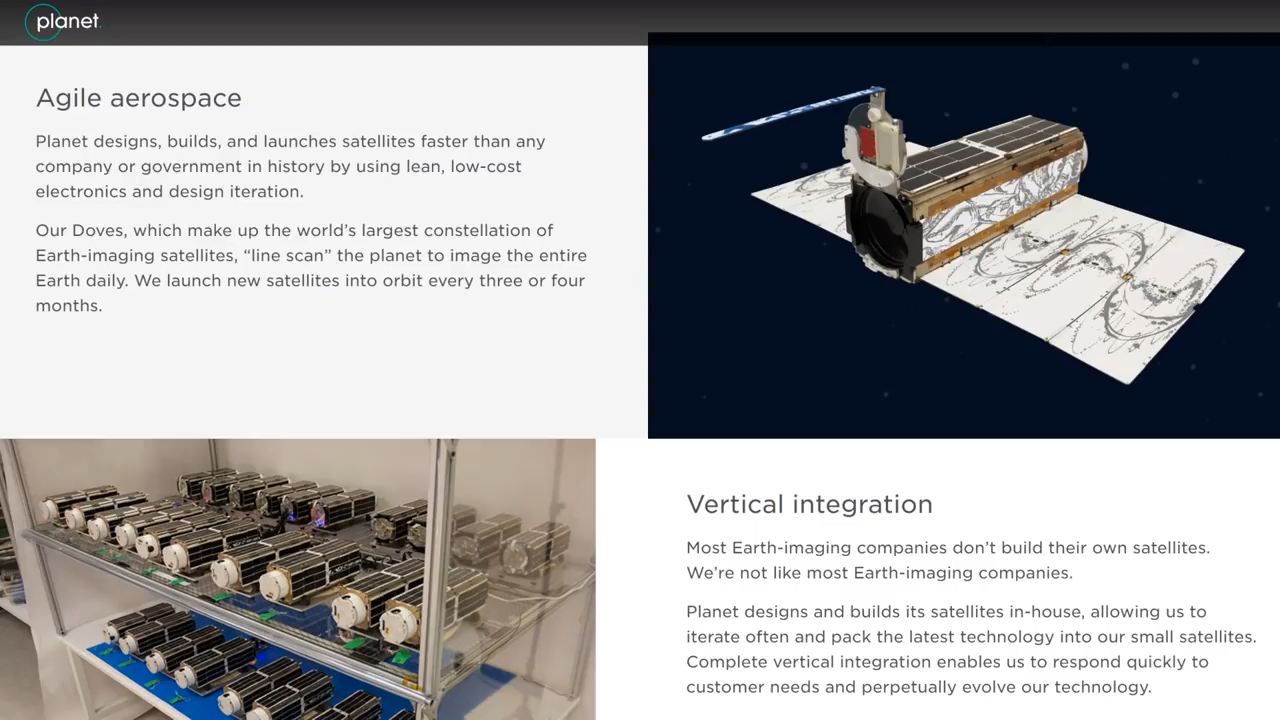 planet.
Agile aerospace
Planet designs, builds, and launches satellites faster than any
company or government in history by using lean, low-cost
electronics and design iteration.
Our Doves, which make up the world’s largest constellation of
Earth-imaging satellites, “line scan” the planet to image the entire
Earth daily. We launch new satellites into orbit every three or four
months.
Vertical integration
Most Earth-imaging companies don’t build their own satellites.
We’re not like most Earth-imaging companies.
Planet designs and builds its satellites in-house, allowing us to
iterate often and pack the latest technology into our small satellites.
Complete vertical integration enables us to respond quickly to
customer needs and perpetually evolve our technology.